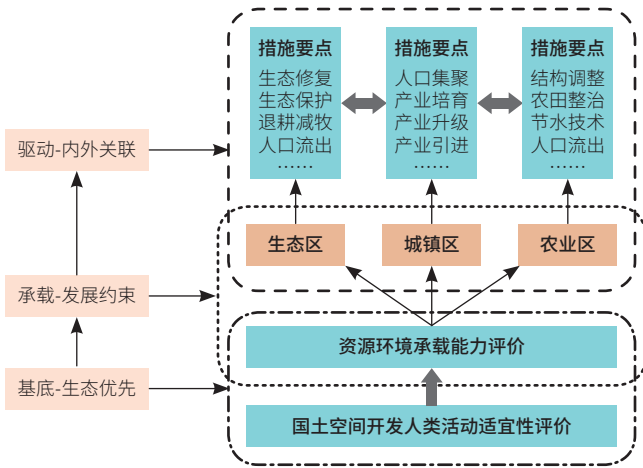 措施要点
生态修复
生态保护
退耕减牧
人口流出
······
措施要点
人口集聚
产业培育
产业升级
产业引进
······
措施要点
结构调整
农田整治
节水技术
人口流出
······
驱动-内外关联
生态区
城镇区
农业区
承载-发展约束
资源环境承载能力评价
基底-生态优先
国土空间开发人类活动适宜性评价